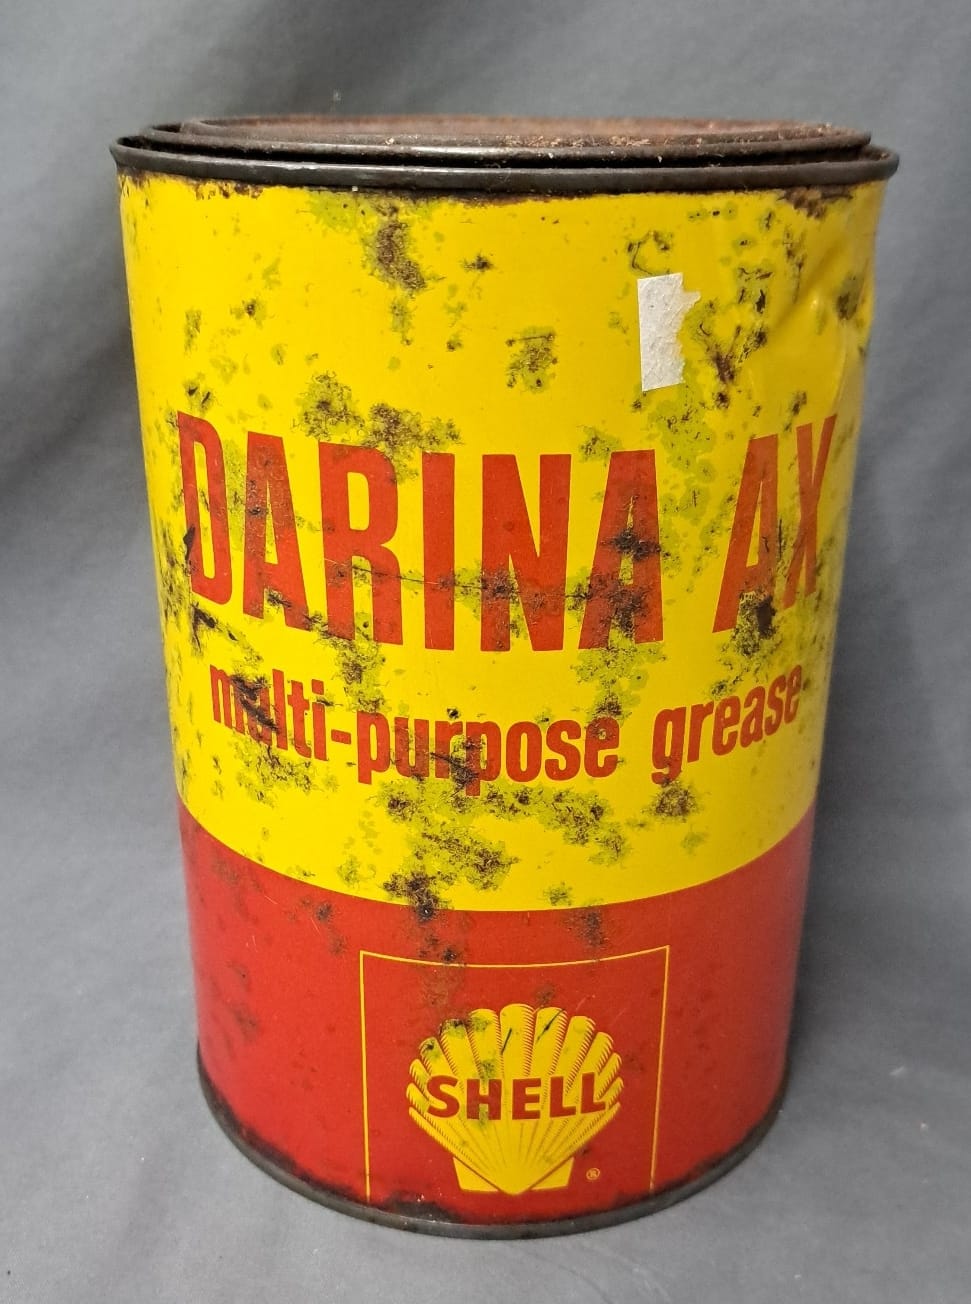 DARINA AX
multi-purpose grease
SHELL
®